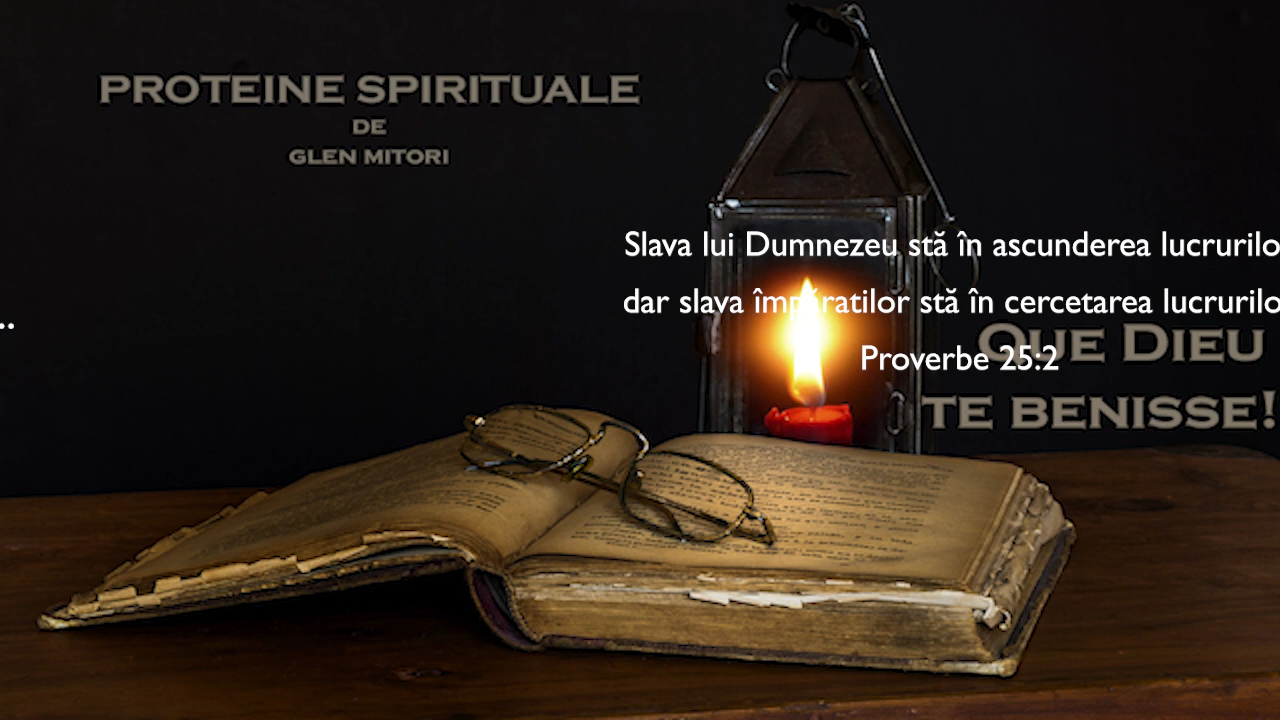 PROTEINE SPIRITUALE
DE
GLEN MITORI
Slava lui Dumnezeu stă în ascunderea lucrurilo
dar slava împăratilor stă în cercetarea lucrurilo
..
Proverbe 25:2
QUE DIEU
TE BENISSE!